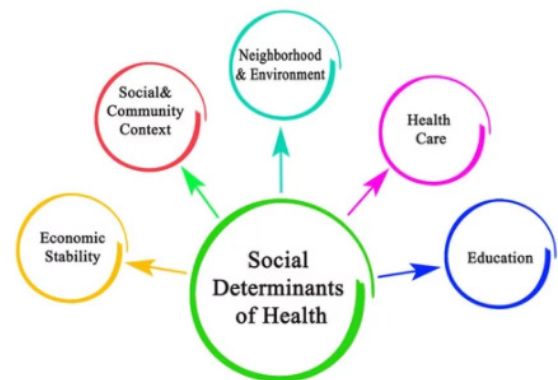 Neighborhood
& Environment
Social&
Community
Context
Health
Care
Economic
Stability
Social
Determinants
of Health
Education